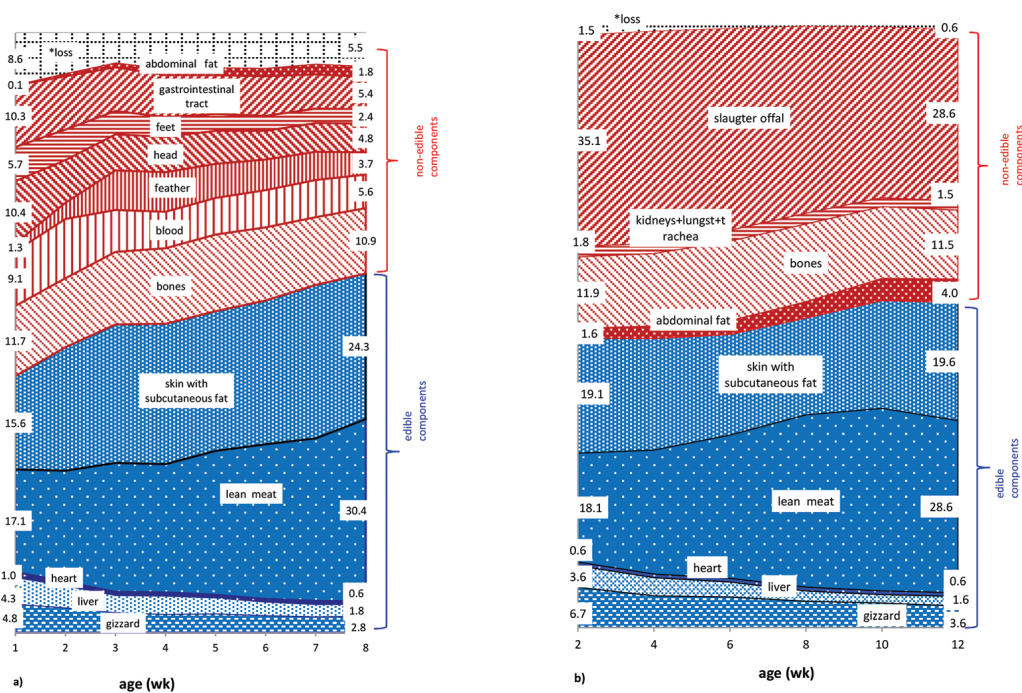 *loss
8.6
5.5
abdominal fat
0.1
1.8
gastrointestinal
tract
10.3
5.4
feet
2.4
5.7
head
4.8
10.4
feather
3.7
1.3
blood
5.6
9.1
bones
10.9
11.7
skin with
subcutaneous fat
15.6
24.3
lean meat
17.1
30.4
1.0
heart
0.6
4.3
liver
1.8
4.8
gizzard
2.8
non-edible
components
edible
components
1 2 3 4 5 6 7 8
a)
age (wk)
*loss
1.5
0.6
slaugter offal
35.1
28.6
kidneys+lungst+t
rachea
1.8
1.5
bones
11.9
11.5
abdominal fat
1.6
4.0
skin with
subcutaneous fat
19.1
19.6
lean meat
18.1
28.6
0.6
heart
0.6
3.6
liver
1.6
6.7
gizzard
3.6
non-edible
components
edible
components
2 4 6 8 10 12
b)
age (wk)